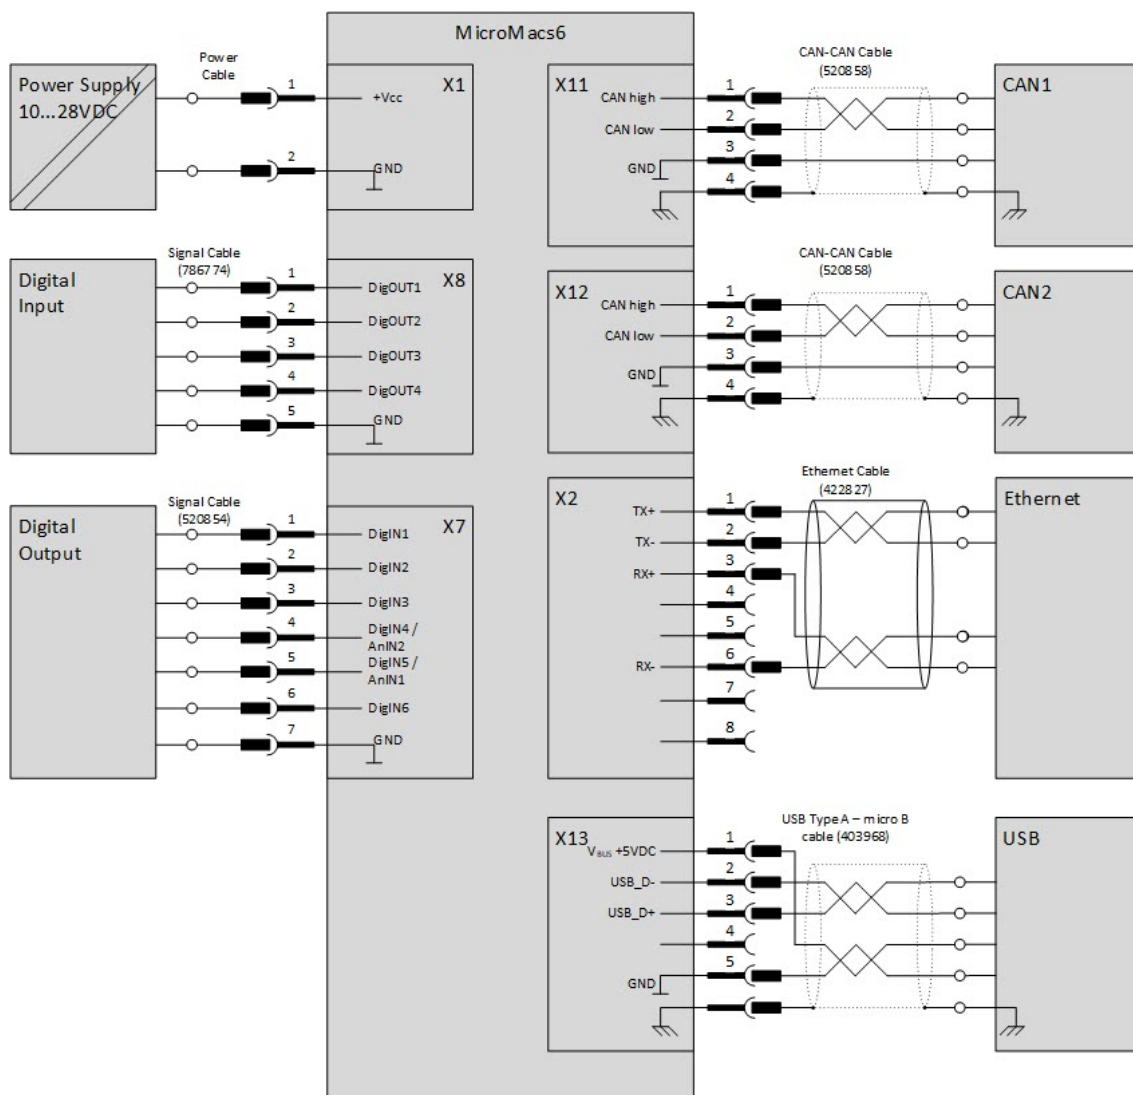 MicroMacs6
Power
Cable
Power Supply
10...28VDC
1
+Vcc
X1
2
GND
Signal Cable
(786774)
Digital
Input
1
DigOUT1
X8
2
DigOUT2
3
DigOUT3
4
DigOUT4
5
GND
Signal Cable
(520854)
Digital
Output
1
DigIN1
X7
2
DigIN2
3
DigIN3
4
DigIN4 /
AnIN2
5
DigIN5 /
AnIN1
6
DigIN6
7
GND
CAN-CAN Cable
(520858)
X11
CAN high
1
CAN1
CAN low
2
GND
3
4
CAN-CAN Cable
(520858)
X12
CAN high
1
CAN2
CAN low
2
GND
3
4
Ethernet Cable
(422827)
X2
TX+
1
Ethernet
TX-
2
RX+
3
4
5
RX-
6
7
8
USB Type A – micro B
cable (403968)
X13
VBUS +5VDC
1
USB
USB_D-
2
USB_D+
3
4
GND
5